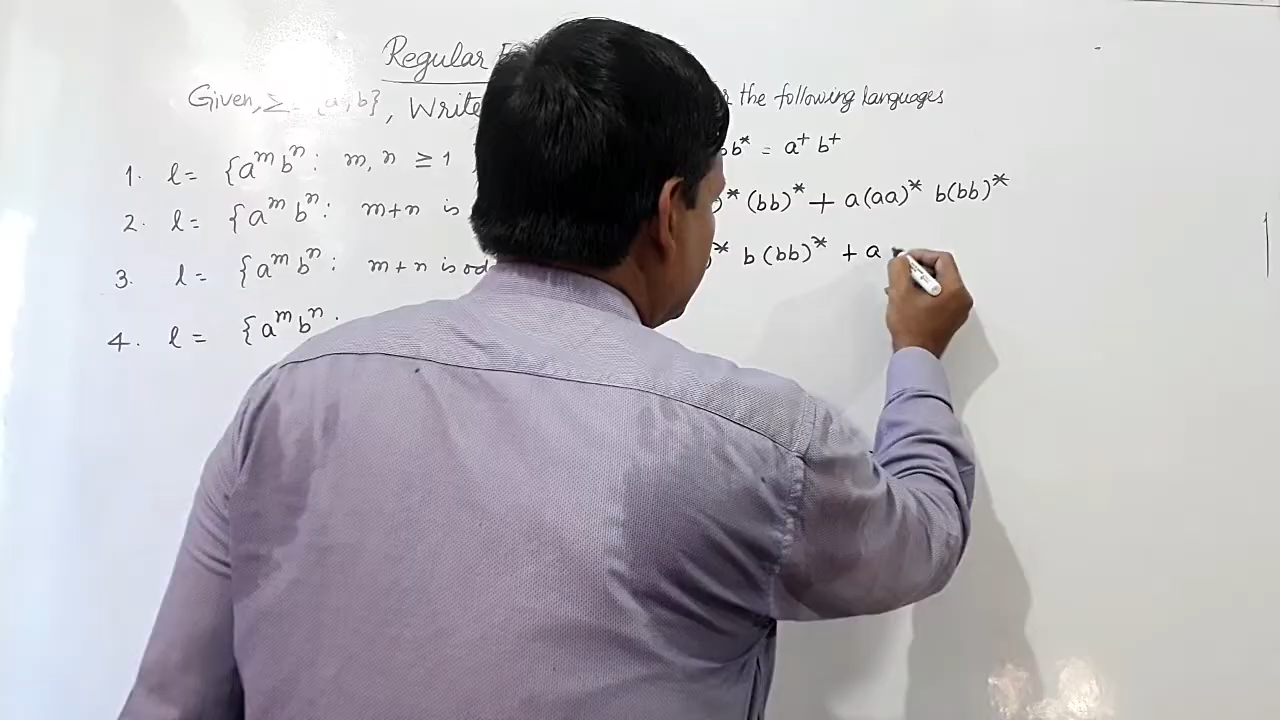 Regular
Given, Σ = {a, b}, Write the following languages
1. l = {a^m b^n : m, n ≥ 1 b* = a⁺ b⁺
2. l = {a^m b^n : m+n is * (bb)* + a(aa)* b(bb)*
3. l = {a^m b^n : m+n is od * b (bb)* + a
4. l = {a^m b^n :